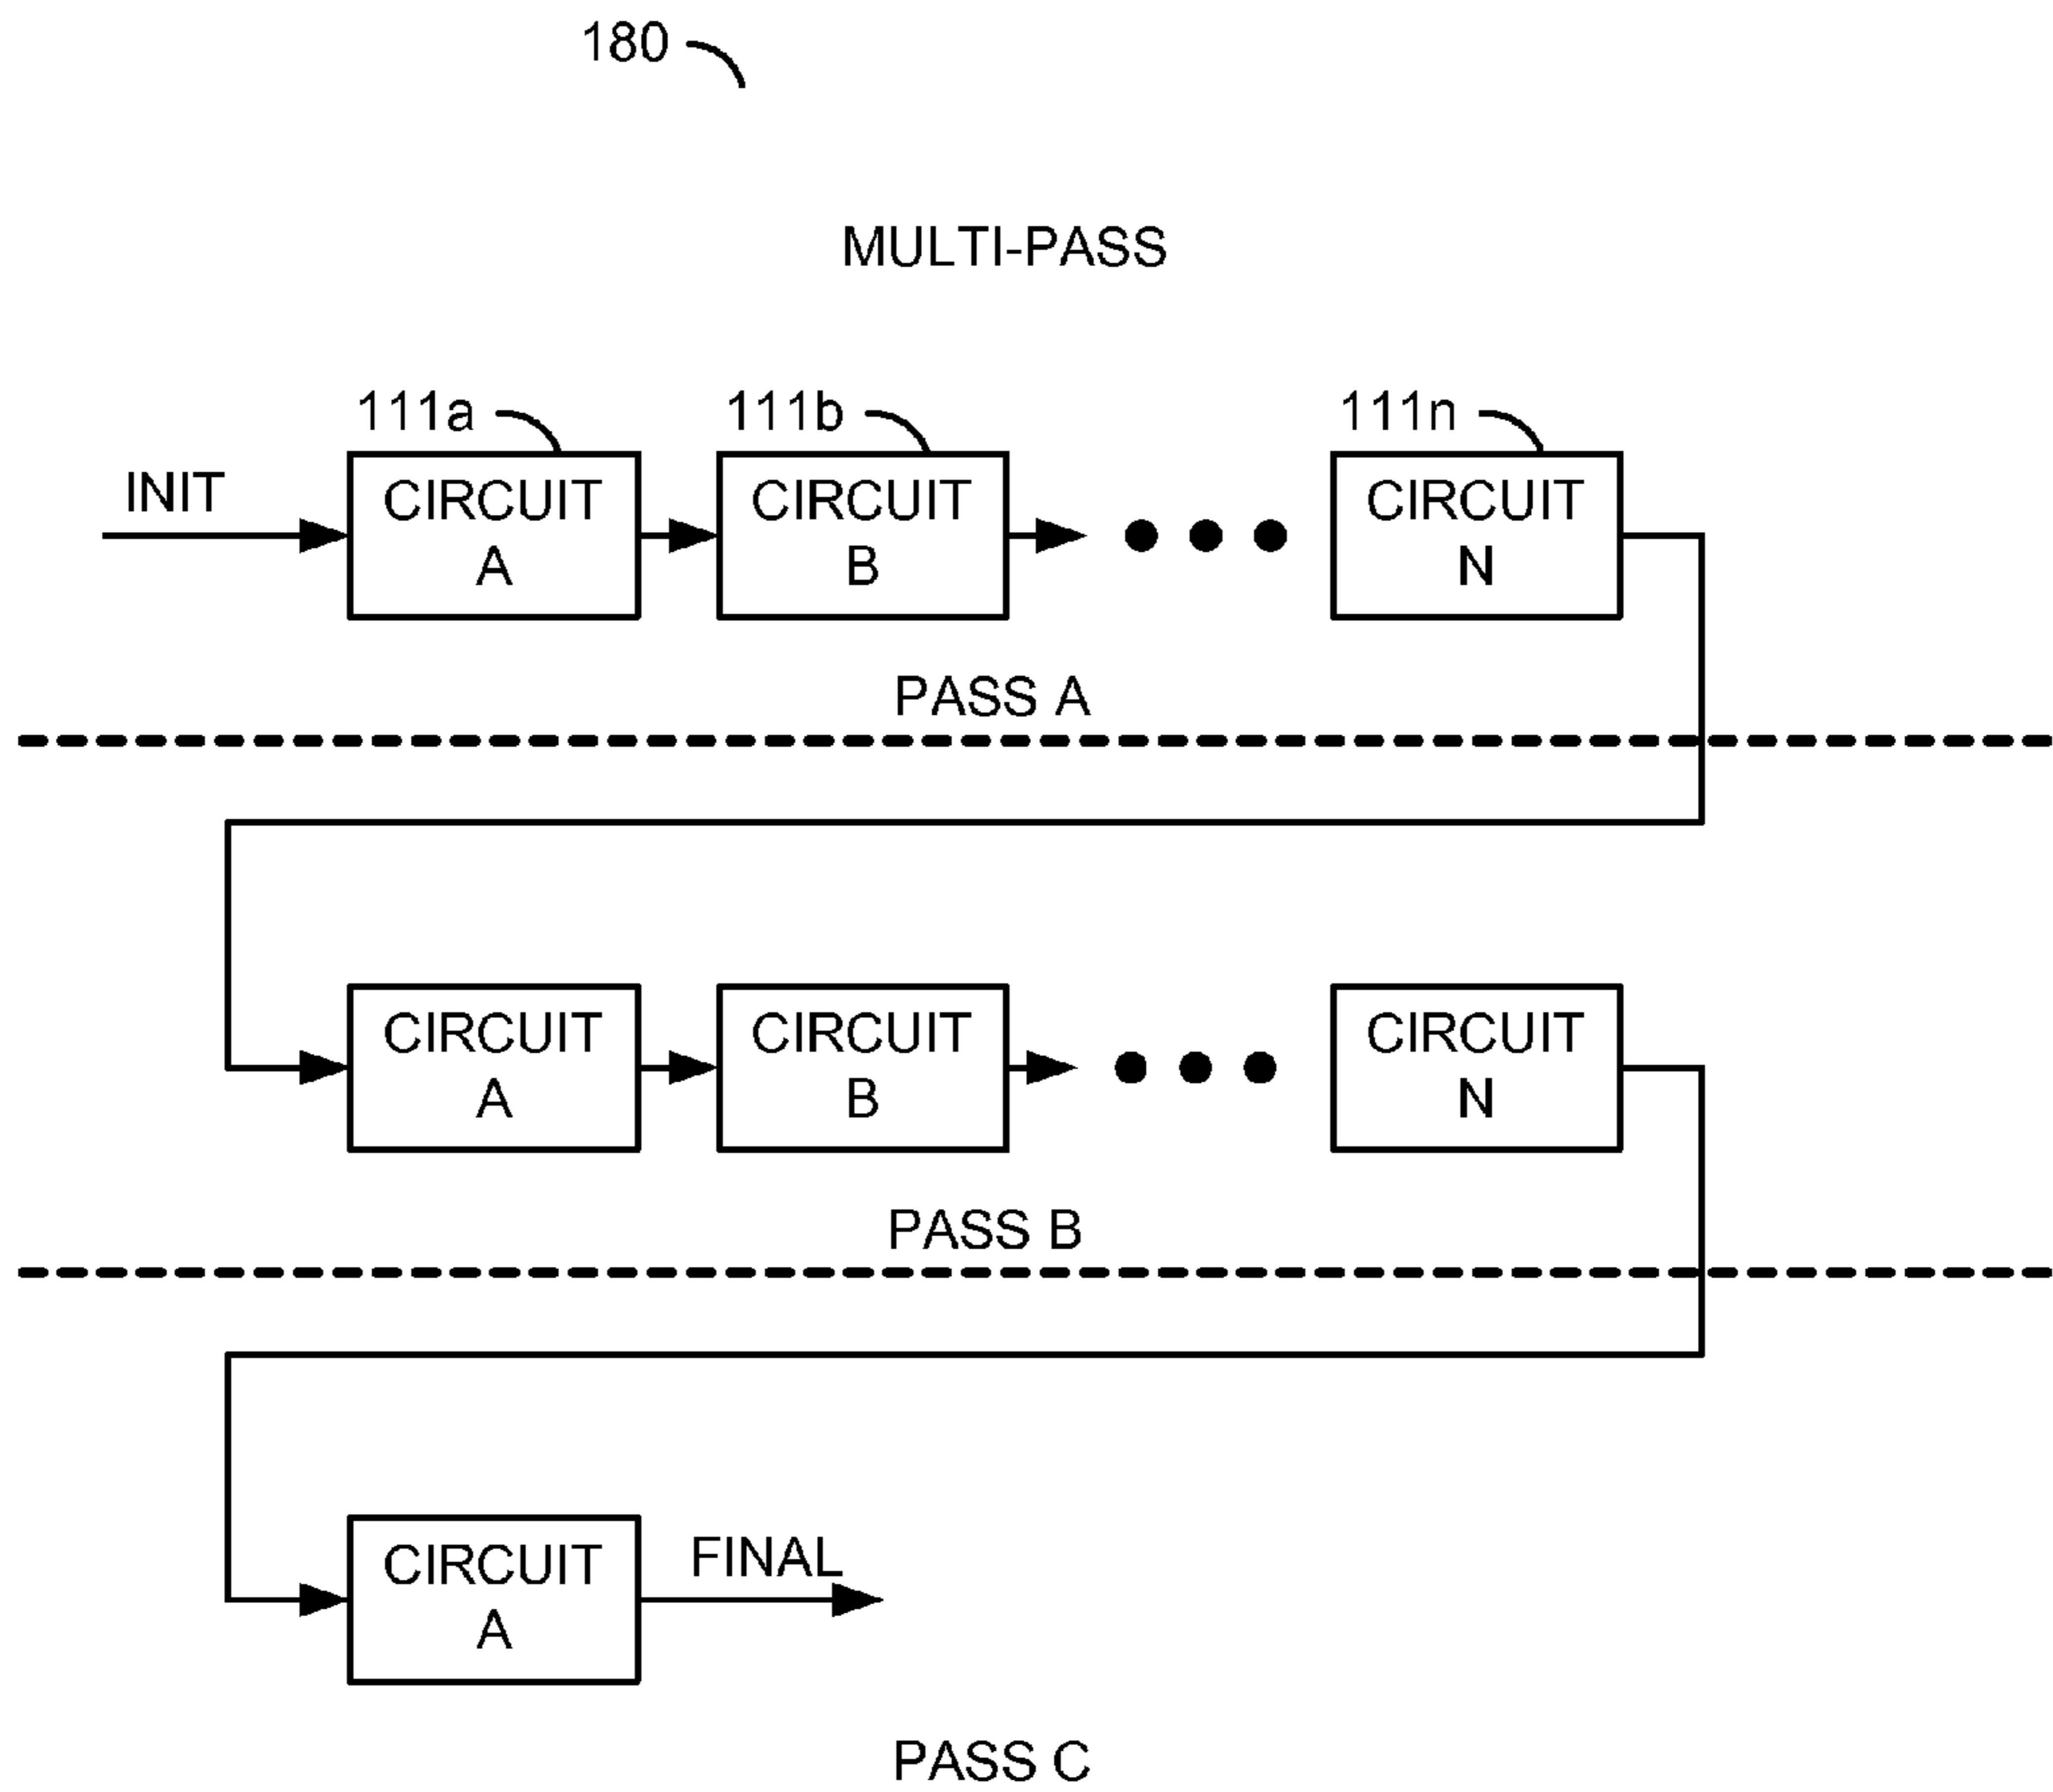 180
MULTI-PASS
111a
111b
111n
INIT
CIRCUIT
A
CIRCUIT
B
CIRCUIT
N
PASS A
CIRCUIT
A
CIRCUIT
B
CIRCUIT
N
PASS B
CIRCUIT
A
FINAL
PASS C